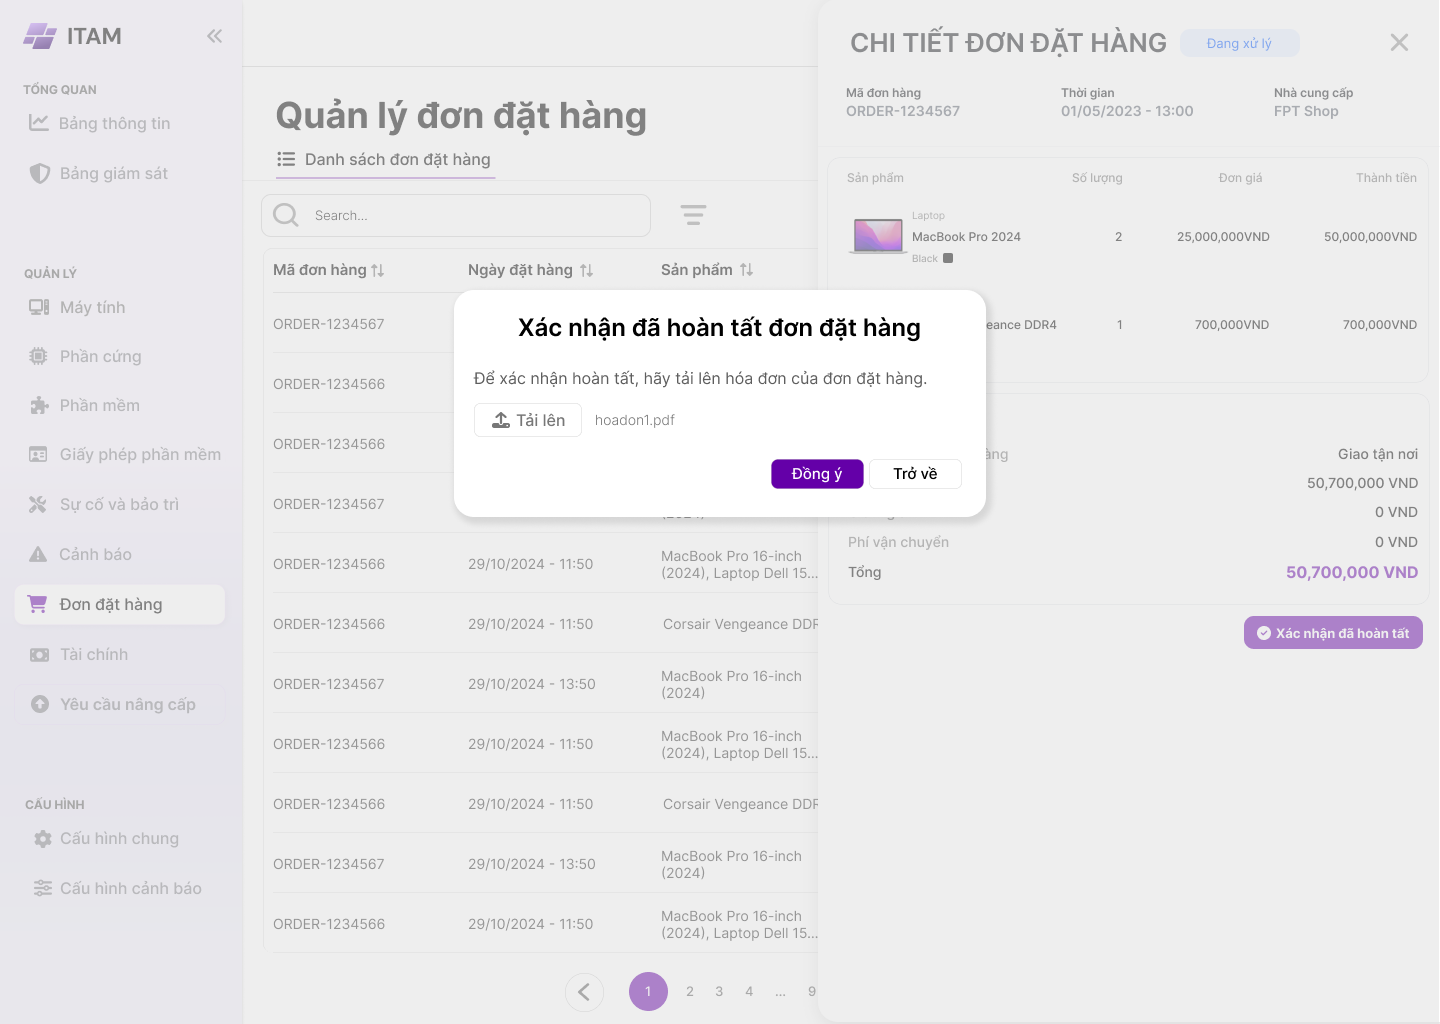 ITAM
TỔNG QUAN
Bảng thông tin
Bảng giám sát
QUẢN LÝ
Máy tính
Phần cứng
Phần mềm
Giấy phép phần mềm
Sự cố và bảo trì
Cảnh báo
Đơn đặt hàng
Tài chính
Yêu cầu nâng cấp
CẤU HÌNH
Cấu hình chung
Cấu hình cảnh báo
Quản lý đơn đặt hàng
Danh sách đơn đặt hàng
Search...
Mã đơn hàng Ngày đặt hàng Sản phẩm
ORDER-1234567
ORDER-1234566
ORDER-1234566
ORDER-1234567
(2024)
ORDER-1234566 29/10/2024 - 11:50 MacBook Pro 16-inch
(2024), Laptop Dell 15...
ORDER-1234566 29/10/2024 - 11:50 Corsair Vengeance DDR
ORDER-1234567 29/10/2024 - 13:50 MacBook Pro 16-inch
(2024)
ORDER-1234566 29/10/2024 - 11:50 MacBook Pro 16-inch
(2024), Laptop Dell 15...
ORDER-1234566 29/10/2024 - 11:50 Corsair Vengeance DDR
ORDER-1234567 29/10/2024 - 13:50 MacBook Pro 16-inch
(2024)
ORDER-1234566 29/10/2024 - 11:50 MacBook Pro 16-inch
(2024), Laptop Dell 15...
1 2 3 4 ... 9
CHI TIẾT ĐƠN ĐẶT HÀNG Đang xử lý
Mã đơn hàng Thời gian Nhà cung cấp
ORDER-1234567 01/05/2023 - 13:00 FPT Shop
Sản phẩm Số lượng Đơn giá Thành tiền
Laptop
MacBook Pro 2024 2 25,000,000VND 50,000,000VND
Black
eance DDR4 1 700,000VND 700,000VND
àng Giao tận nơi
50,700,000 VND
0 VND
Phí vận chuyển 0 VND
Tổng 50,700,000 VND
Xác nhận đã hoàn tất
Xác nhận đã hoàn tất đơn đặt hàng
Để xác nhận hoàn tất, hãy tải lên hóa đơn của đơn đặt hàng.
Tải lên hoadon1.pdf
Đồng ý Trở về